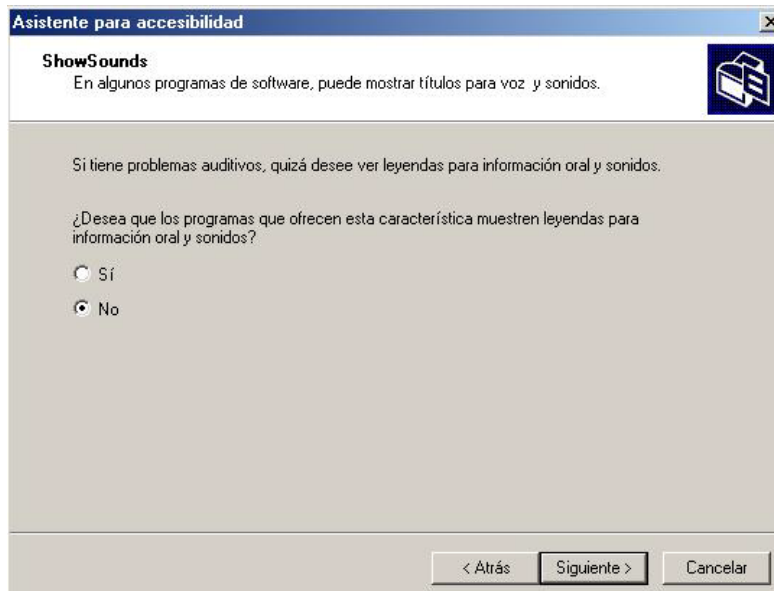 Asistente para accesibilidad
ShowSounds
En algunos programas de software, puede mostrar títulos para voz y sonidos.
Si tiene problemas auditivos, quizá desee ver leyendas para información oral y sonidos.
¿Desea que los programas que ofrecen esta característica muestren leyendas para
información oral y sonidos?
Sí
No
< Atrás
Siguiente >
Cancelar